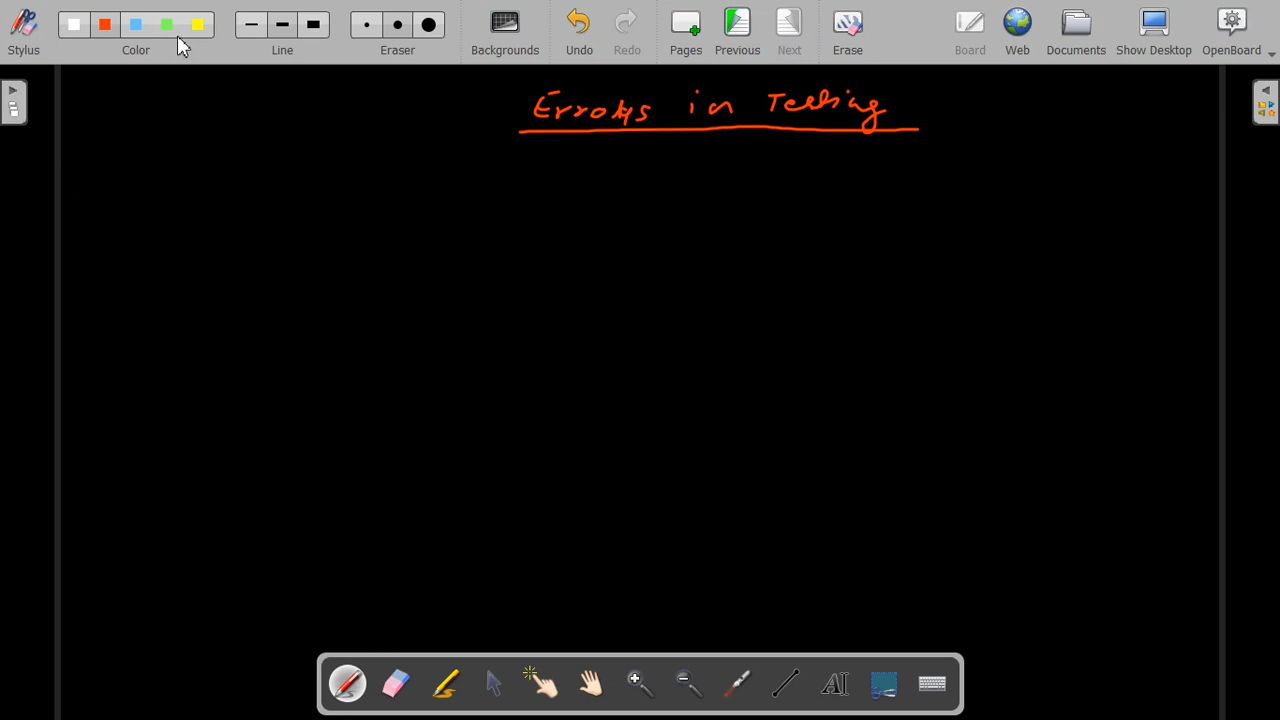 Stylus
Color
Line
Eraser
Backgrounds
Undo
Redo
Pages
Previous
Next
Erase
Board
Web
Documents
Show Desktop
OpenBoard
Errors in Testing
AI